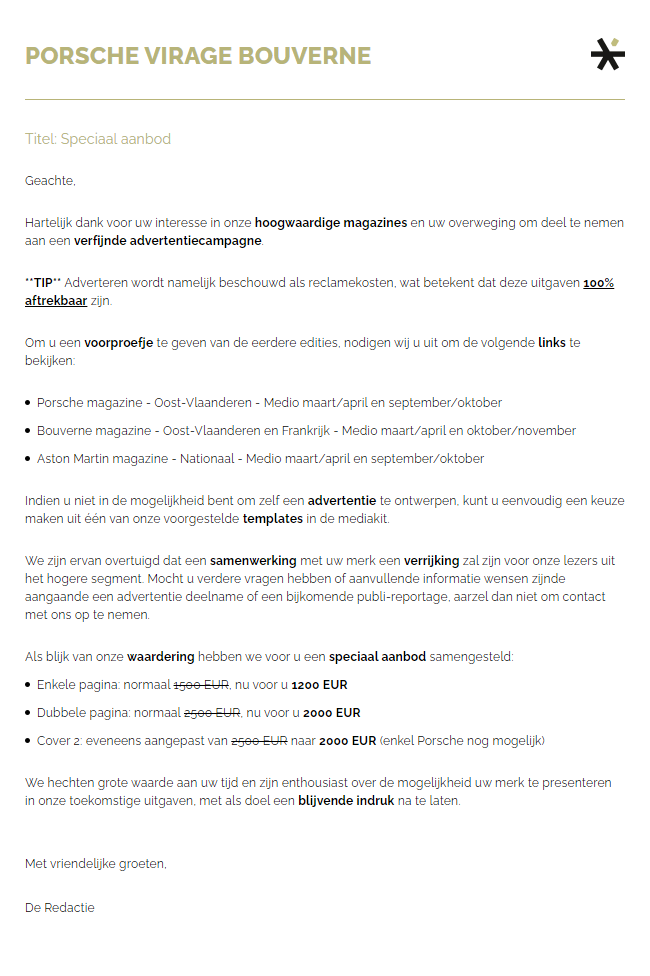 PORSCHE VIRAGE BOUVERNE
Titel: Speciaal aanbod
Geachte,
Hartelijk dank voor uw interesse in onze hoogwaardige magazines en uw overweging om deel te nemen
aan een verfijnde advertentiecampagne.
**TIP** Adverteren wordt namelijk beschouwd als reclamekosten, wat betekent dat deze uitgaven 100%
aftrekbaar zijn.
Om u een voorproefje te geven van de eerdere edities, nodigen wij u uit om de volgende links te
bekijken:
• Porsche magazine - Oost-Vlaanderen - Medio maart/april en september/oktober
• Bouverne magazine - Oost-Vlaanderen en Frankrijk - Medio maart/april en oktober/november
• Aston Martin magazine - Nationaal - Medio maart/april en september/oktober
Indien u niet in de mogelijkheid bent om zelf een advertentie te ontwerpen, kunt u eenvoudig een keuze
maken uit één van onze voorgestelde templates in de mediakit.
We zijn ervan overtuigd dat een samenwerking met uw merk een verrijking zal zijn voor onze lezers uit
het hogere segment. Mocht u verdere vragen hebben of aanvullende informatie wensen zijnde
aangaande een advertentie deelname of een bijkomende publi-reportage, aarzel dan niet om contact
met ons op te nemen.
Als blijk van onze waardering hebben we voor u een speciaal aanbod samengesteld:
• Enkele pagina: normaal 1500 EUR, nu voor u 1200 EUR
• Dubbele pagina: normaal 2500 EUR, nu voor u 2000 EUR
• Cover 2: eveneens aangepast van 2500 EUR naar 2000 EUR (enkel Porsche nog mogelijk)
We hechten grote waarde aan uw tijd en zijn enthousiast over de mogelijkheid uw merk te presenteren
in onze toekomstige uitgaven, met als doel een blijvende indruk na te laten.
Met vriendelijke groeten,
De Redactie